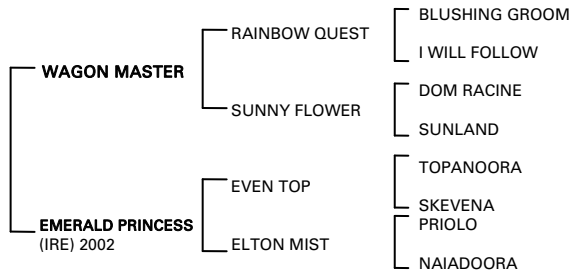 BLUSHING GROOM
RAINBOW QUEST
I WILL FOLLOW
WAGON MASTER
DOM RACINE
SUNNY FLOWER
SUNLAND
TOPANOORA
EVEN TOP
SKEVENA
EMERALD PRINCESS
(IRE) 2002
PRIOLO
ELTON MIST
NAIADOORA